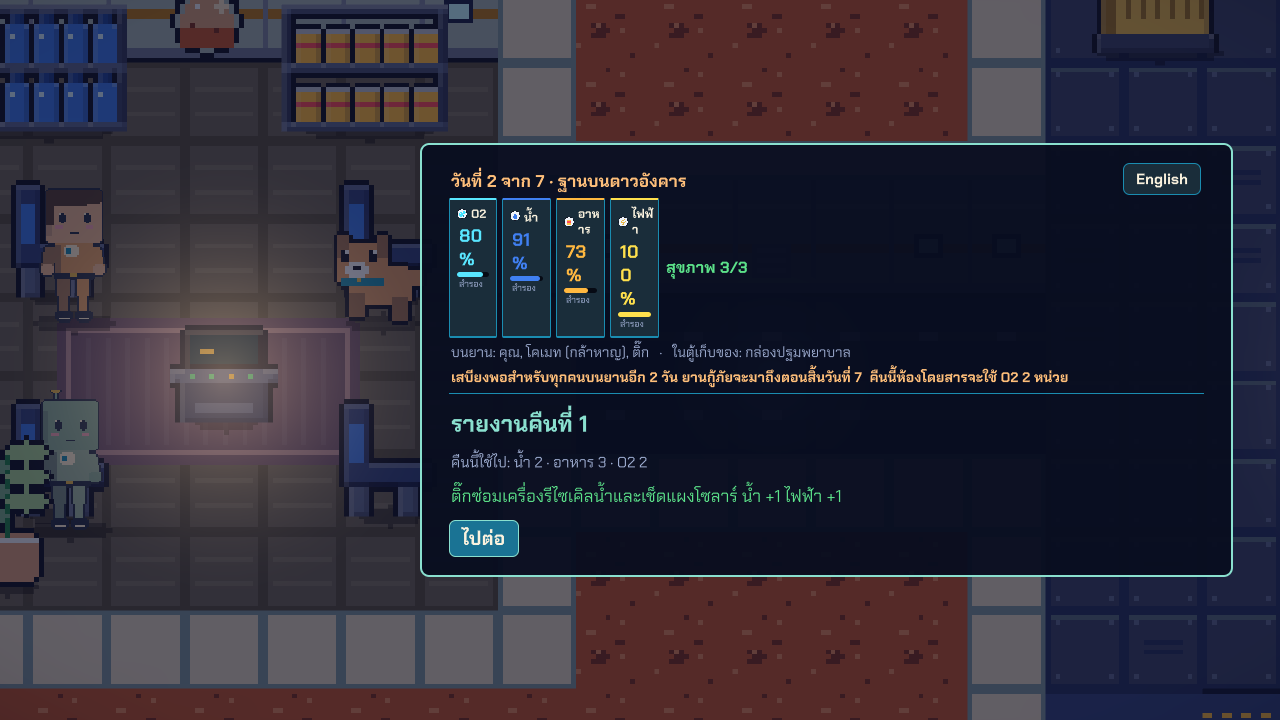 วันที่ 2 จาก 7 · ฐานบนดาวอังคาร
English
O2
80
%
สำรอง
น้ำ
91
%
สำรอง
อาห
าร
73
%
สำรอง
ไฟฟ้
า
10
0
%
สำรอง
สุขภาพ 3/3
บนยาน: คุณ, โคเมท (กล้าหาญ), ติ๊ก · ในตู้เก็บของ: กล่องปฐมพยาบาล
เสบียงพอสำหรับทุกคนบนยานอีก 2 วัน ยานกู้ภัยจะมาถึงตอนสิ้นวันที่ 7 คืนนี้ห้องโดยสารจะใช้ O2 2 หน่วย
รายงานคืนที่ 1
คืนนี้ใช้ไป: น้ำ 2 · อาหาร 3 · O2 2
ติ๊กซ่อมเครื่องรีไซเคิลน้ำและเช็ดแผงโซลาร์ น้ำ +1 ไฟฟ้า +1
ไปต่อ